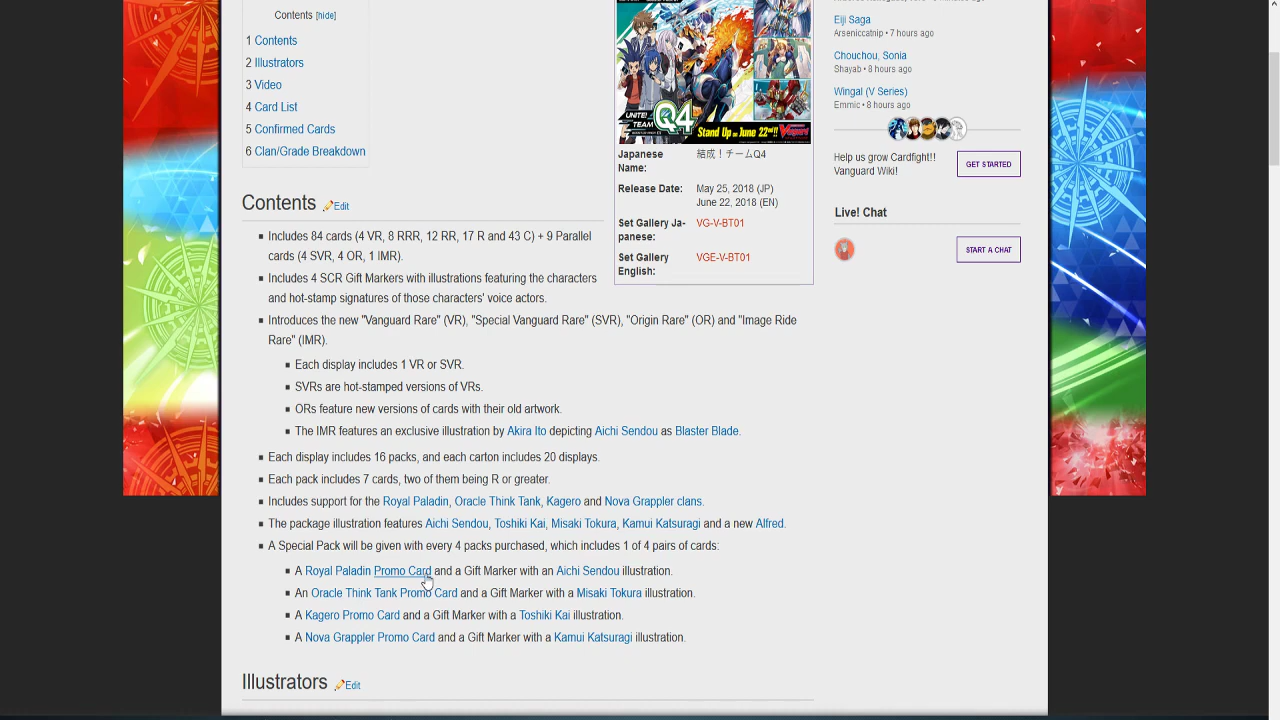 Contents [hide]
1 Contents
2 Illustrators
3 Video
4 Card List
5 Confirmed Cards
6 Clan/Grade Breakdown
UNITE!
TEAM
Q4
Stand Up on June 22nd!!
Vanguard
Japanese Name:
結成！チームQ4
Release Date:
May 25, 2018 (JP)
June 22, 2018 (EN)
Set Gallery Ja-
panese:
VG-V-BT01
Set Gallery
English:
VGE-V-BT01
Contents Edit
Includes 84 cards (4 VR, 8 RRR, 12 RR, 17 R and 43 C) + 9 Parallel
cards (4 SVR, 4 OR, 1 IMR).
Includes 4 SCR Gift Markers with illustrations featuring the characters
and hot-stamp signatures of those characters' voice actors.
Introduces the new "Vanguard Rare" (VR), "Special Vanguard Rare" (SVR), "Origin Rare" (OR) and "Image Ride
Rare" (IMR).
Each display includes 1 VR or SVR.
SVRs are hot-stamped versions of VRs.
ORs feature new versions of cards with their old artwork.
The IMR features an exclusive illustration by Akira Ito depicting Aichi Sendou as Blaster Blade.
Each display includes 16 packs, and each carton includes 20 displays.
Each pack includes 7 cards, two of them being R or greater.
Includes support for the Royal Paladin, Oracle Think Tank, Kagero and Nova Grappler clans.
The package illustration features Aichi Sendou, Toshiki Kai, Misaki Tokura, Kamui Katsuragi and a new Alfred.
A Special Pack will be given with every 4 packs purchased, which includes 1 of 4 pairs of cards:
A Royal Paladin Promo Card and a Gift Marker with an Aichi Sendou illustration.
An Oracle Think Tank Promo Card and a Gift Marker with a Misaki Tokura illustration.
A Kagero Promo Card and a Gift Marker with a Toshiki Kai illustration.
A Nova Grappler Promo Card and a Gift Marker with a Kamui Katsuragi illustration.
Illustrators Edit
Eiji Saga
Arseniccatnip • 7 hours ago
Chouchou, Sonia
Shayab • 8 hours ago
Wingal (V Series)
Emmic • 8 hours ago
Help us grow Cardfight!!
Vanguard Wiki!
GET STARTED
Live! Chat
START A CHAT